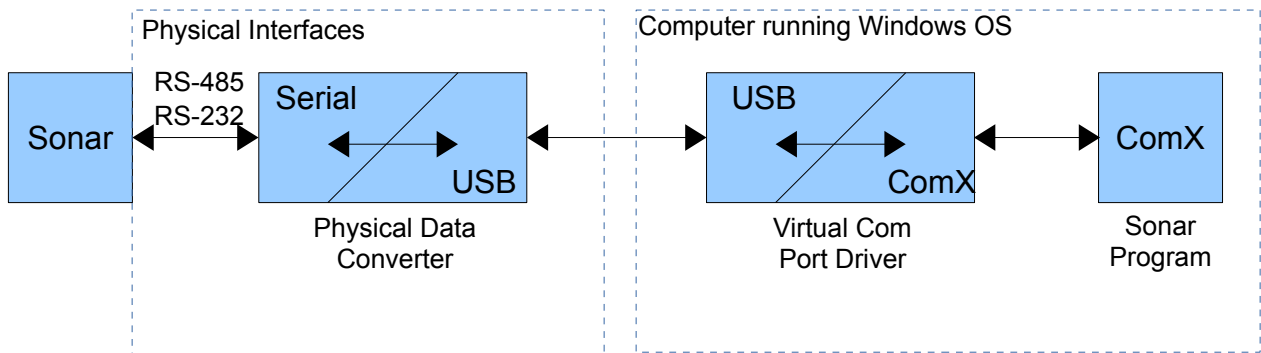 Physical Interfaces
Computer running Windows OS
Sonar
RS-485
RS-232
Serial
USB
USB
ComX
ComX
Physical Data
Converter
Virtual Com
Port Driver
Sonar
Program